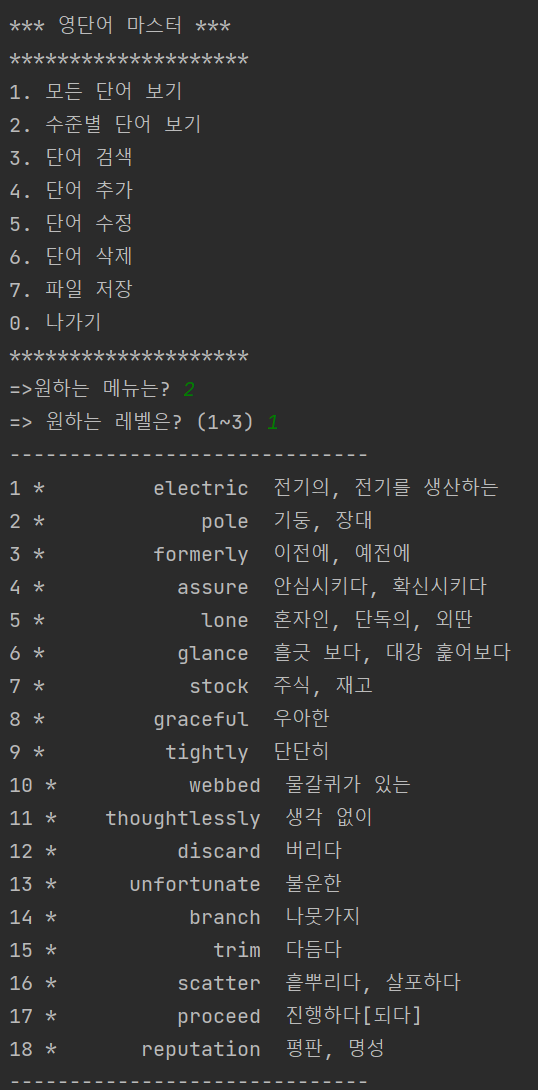 *** 영단어 마스터 ***
********************
1. 모든 단어 보기
2. 수준별 단어 보기
3. 단어 검색
4. 단어 추가
5. 단어 수정
6. 단어 삭제
7. 파일 저장
0. 나가기
********************
=>원하는 메뉴는? 2
=> 원하는 레벨은? (1~3) 1
------------------------------
1 *         electric  전기의, 전기를 생산하는
2 *             pole  기둥, 장대
3 *         formerly  이전에, 예전에
4 *           assure  안심시키다, 확신시키다
5 *             lone  혼자인, 단독의, 외딴
6 *           glance  흘긋 보다, 대강 훑어보다
7 *            stock  주식, 재고
8 *         graceful  우아한
9 *          tightly  단단히
10 *           webbed  물갈퀴가 있는
11 *    thoughtlessly  생각 없이
12 *          discard  버리다
13 *      unfortunate  불운한
14 *           branch  나뭇가지
15 *             trim  다듬다
16 *          scatter  흩뿌리다, 살포하다
17 *          proceed  진행하다[되다]
18 *       reputation  평판, 명성
------------------------------